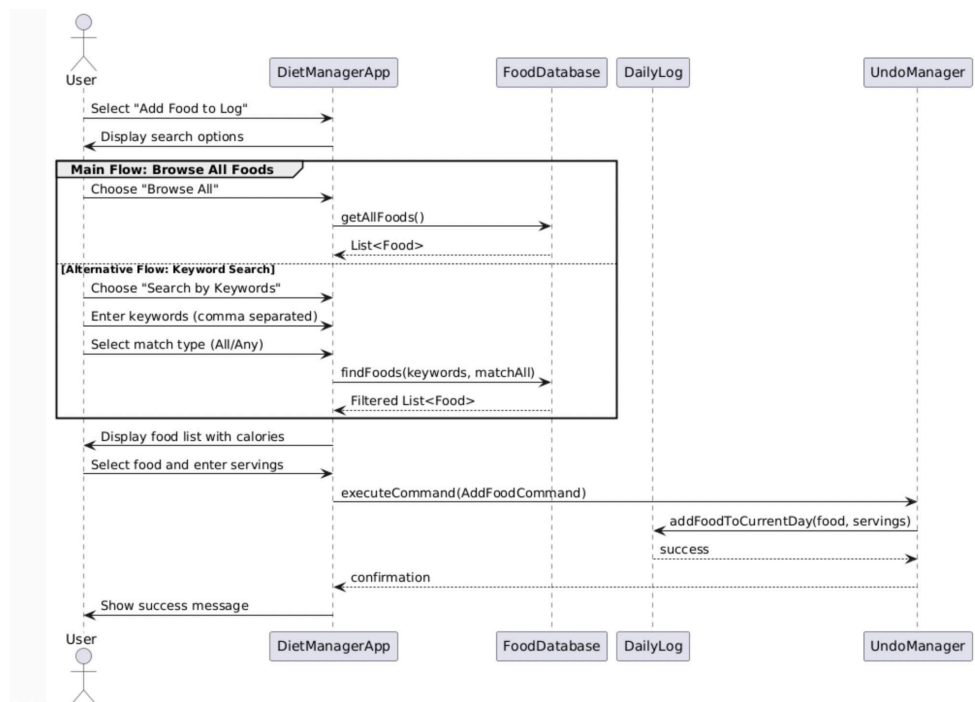 User
DietManagerApp
FoodDatabase
DailyLog
UndoManager
Select "Add Food to Log"
Display search options
Main Flow: Browse All Foods
Choose "Browse All"
getAllFoods()
List<Food>
[Alternative Flow: Keyword Search]
Choose "Search by Keywords"
Enter keywords (comma separated)
Select match type (All/Any)
findFoods(keywords, matchAll)
Filtered List<Food>
Display food list with calories
Select food and enter servings
executeCommand(AddFoodCommand)
addFoodToCurrentDay(food, servings)
success
confirmation
Show success message
User
DietManagerApp
FoodDatabase
DailyLog
UndoManager